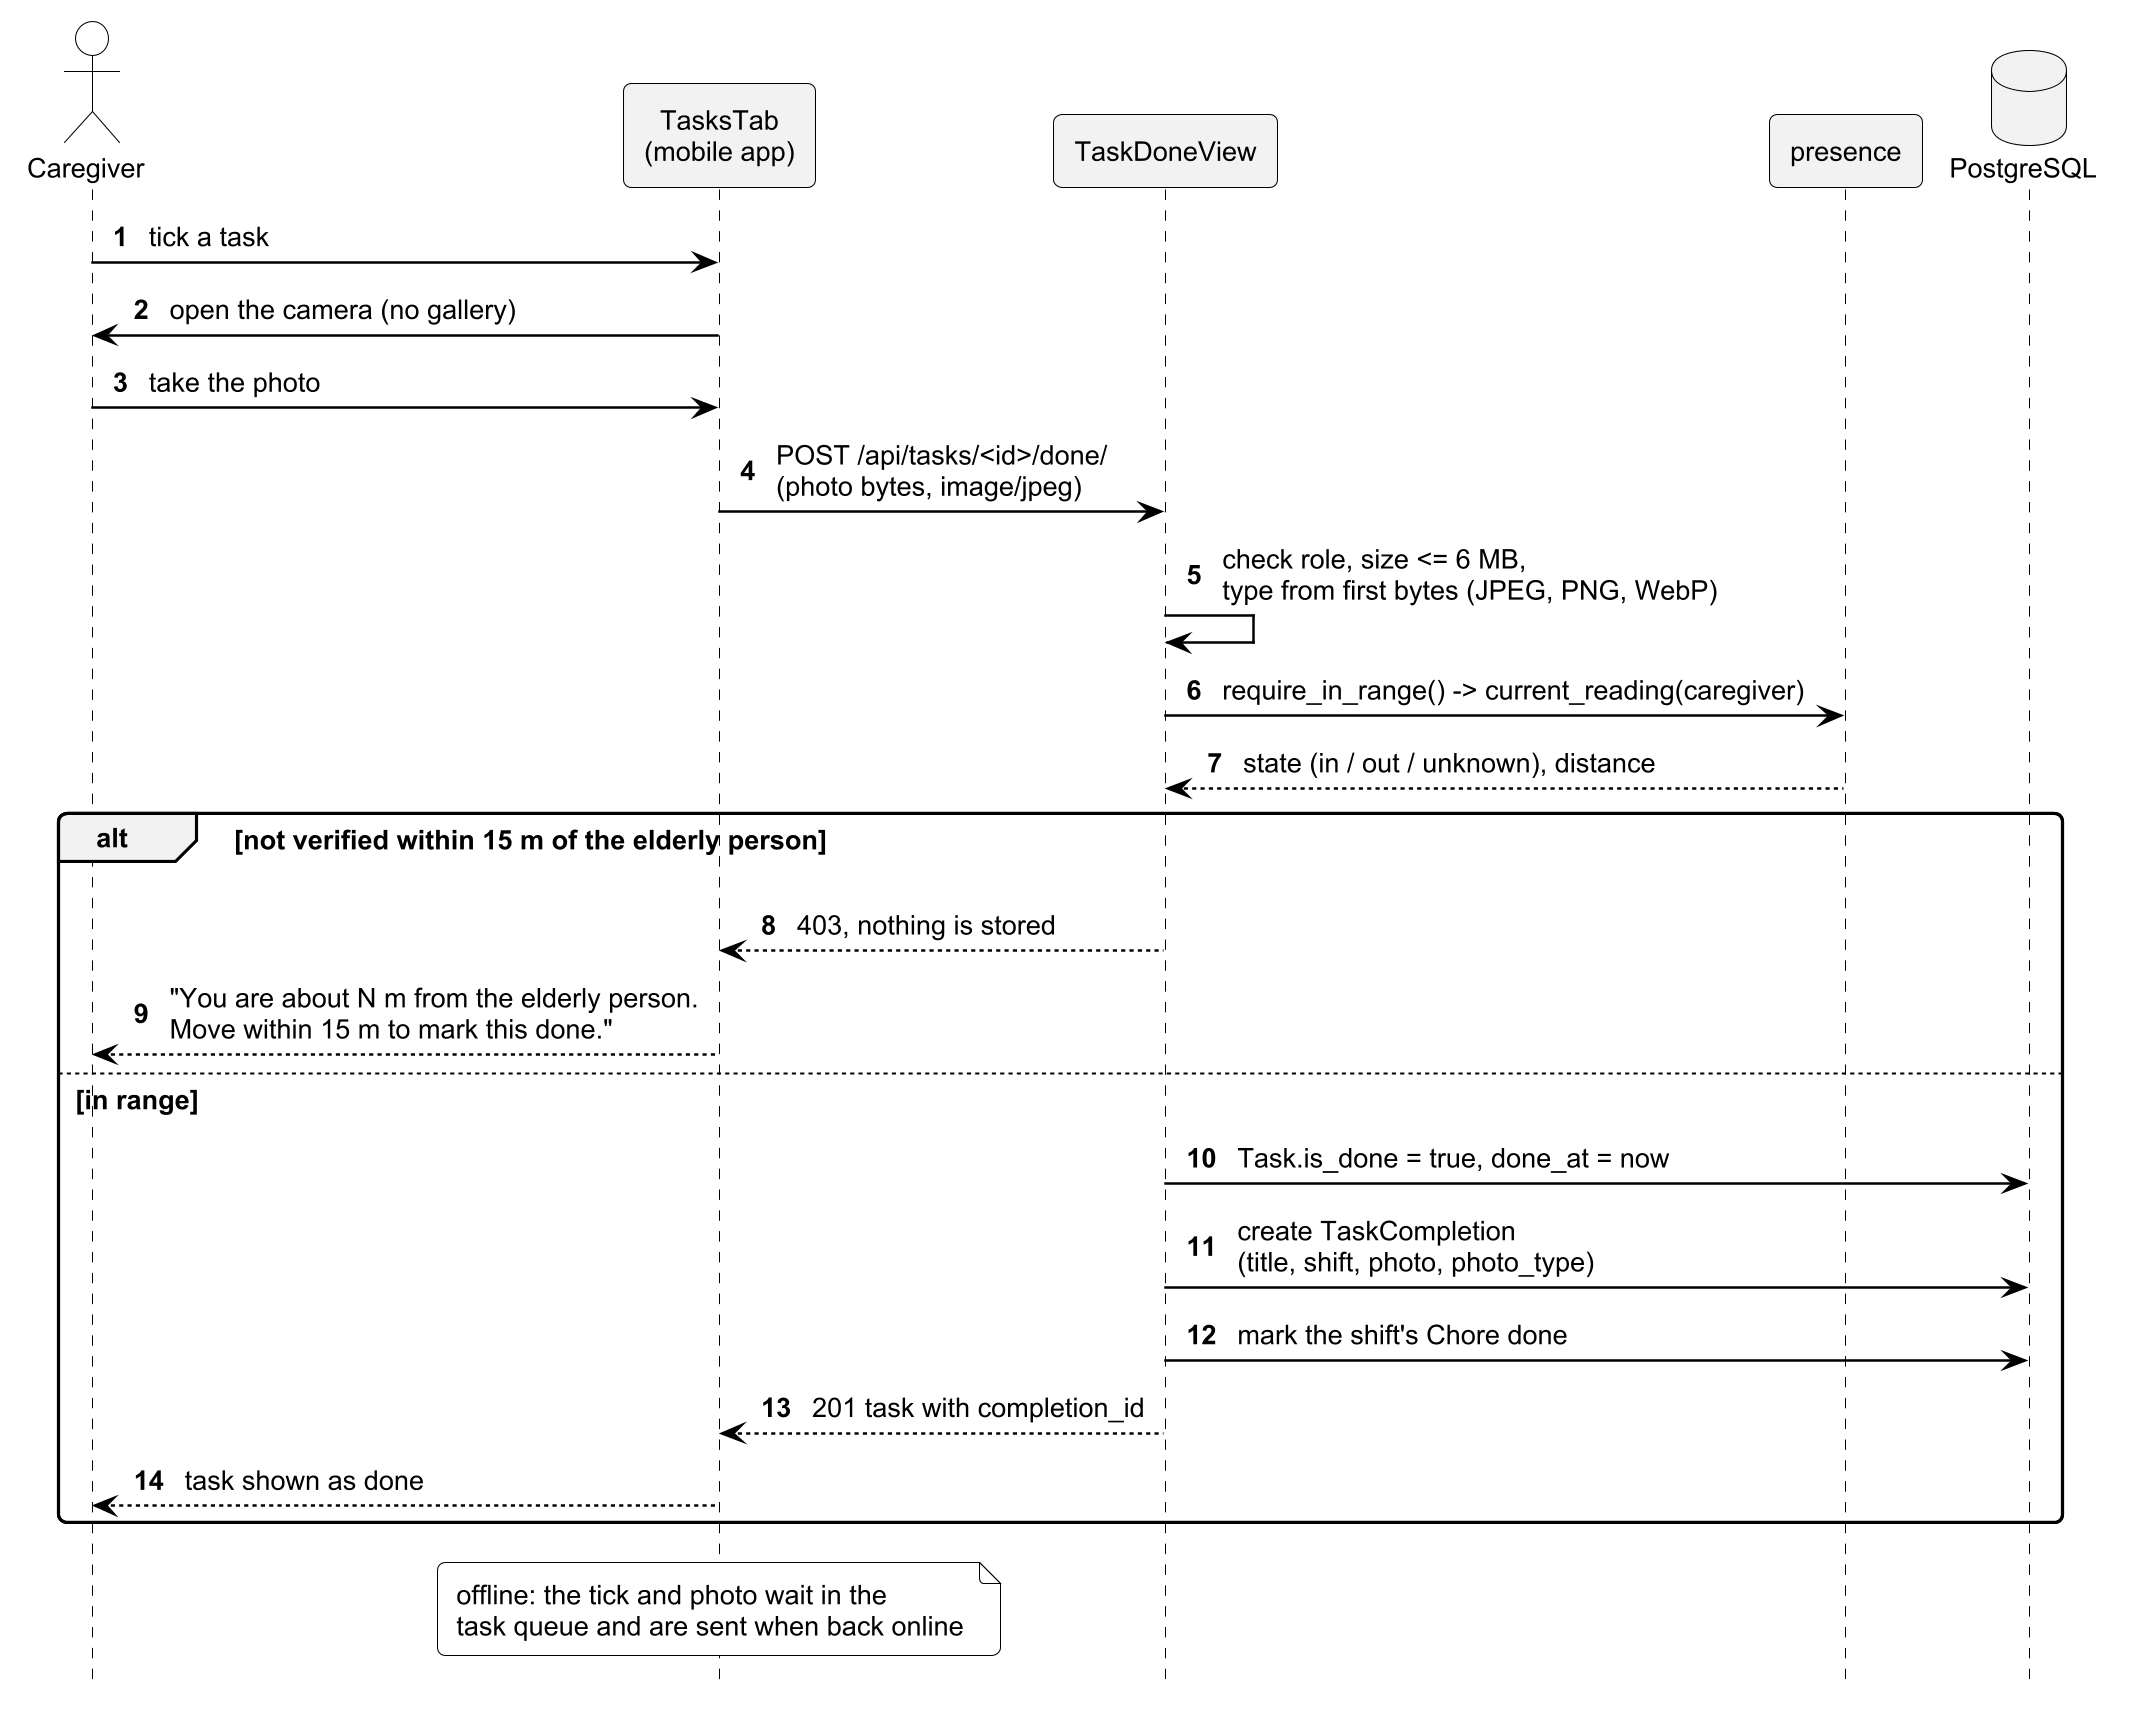 Caregiver
TasksTab
(mobile app)
TaskDoneView
presence
PostgreSQL
1 tick a task
2 open the camera (no gallery)
3 take the photo
4 POST /api/tasks/<id>/done/
(photo bytes, image/jpeg)
5 check role, size <= 6 MB,
type from first bytes (JPEG, PNG, WebP)
6 require_in_range() -> current_reading(caregiver)
7 state (in / out / unknown), distance
alt [not verified within 15 m of the elderly person]
8 403, nothing is stored
9 "You are about N m from the elderly person.
Move within 15 m to mark this done."
[in range]
10 Task.is_done = true, done_at = now
11 create TaskCompletion
(title, shift, photo, photo_type)
12 mark the shift's Chore done
13 201 task with completion_id
14 task shown as done
offline: the tick and photo wait in the
task queue and are sent when back online